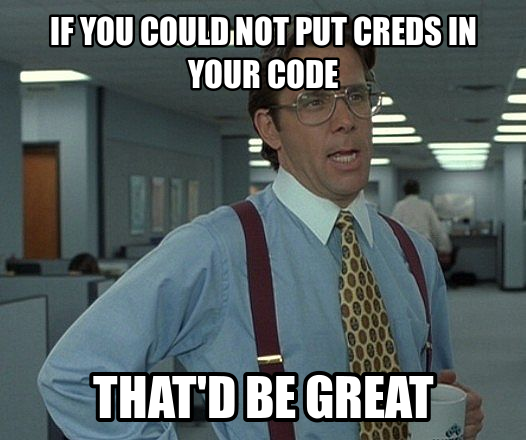 IF YOU COULD NOT PUT CREDS IN
YOUR CODE
THAT'D BE GREAT